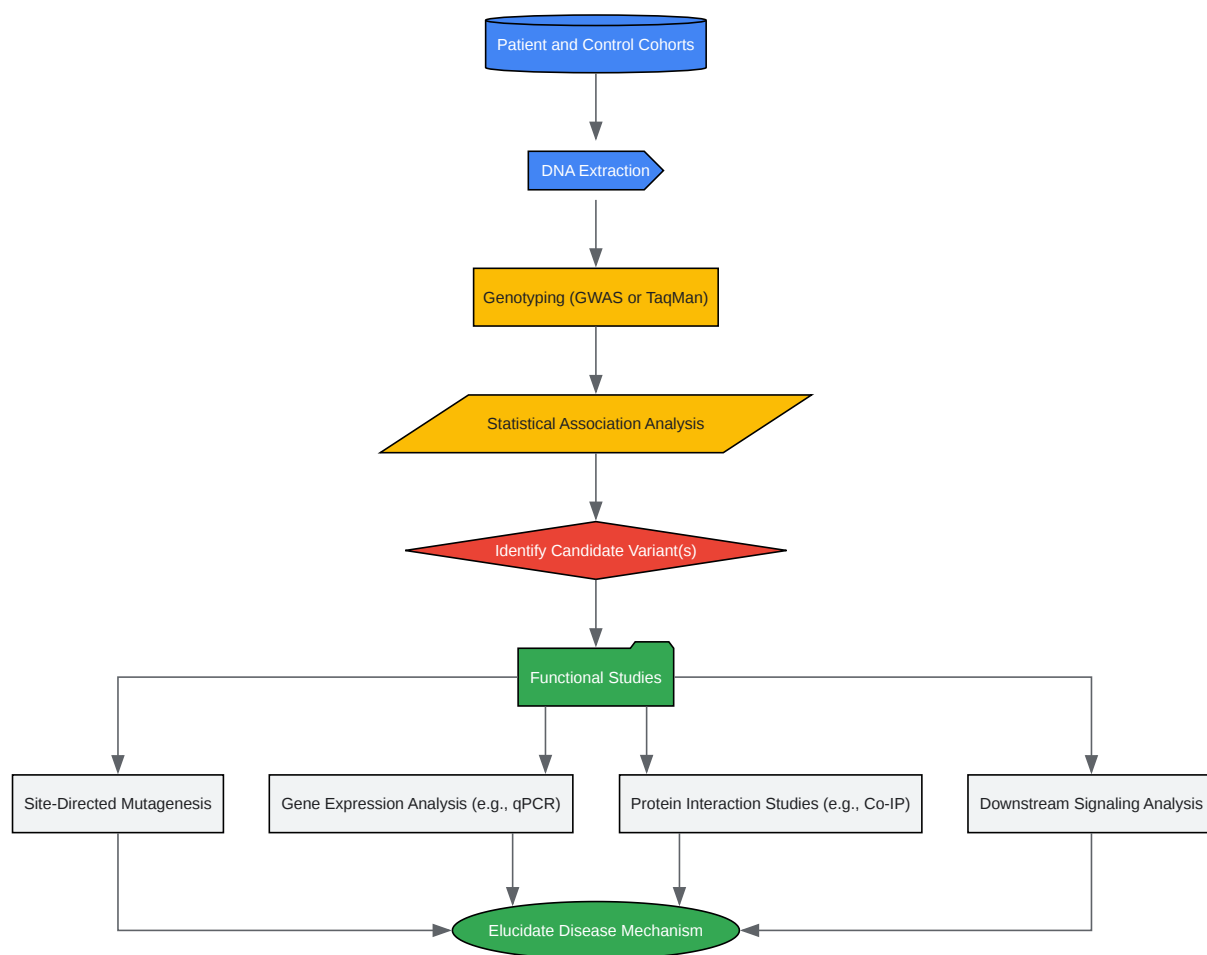 Patient and Control Cohorts
DNA Extraction
Genotyping (GWAS or TaqMan)
Statistical Association Analysis
Identify Candidate Variant(s)
Functional Studies
Site-Directed Mutagenesis
Gene Expression Analysis (e.g., qPCR)
Protein Interaction Studies (e.g., Co-IP)
Downstream Signaling Analysis
Elucidate Disease Mechanism